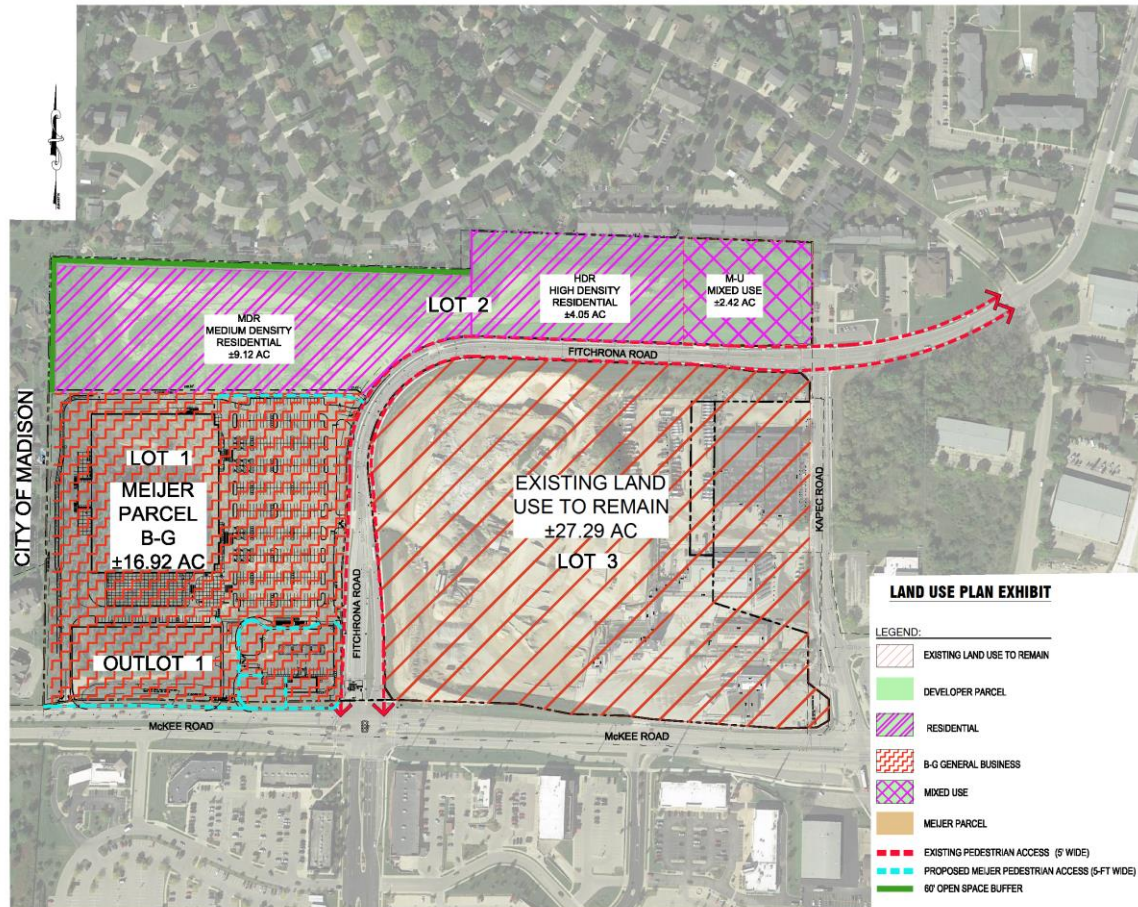 MDR
MEDIUM DENSITY
RESIDENTIAL
±9.12 AC
LOT 2
HDR
HIGH DENSITY
RESIDENTIAL
±4.05 AC
M-U
MIXED USE
±2.42 AC
FITCHRONA ROAD
CITY OF MADISON
LOT 1
MEIJER
PARCEL
B-G
±16.92 AC
OUTLOT 1
FITCHRONA ROAD
EXISTING LAND
USE TO REMAIN
±27.29 AC
LOT 3
KAPEC ROAD
McKEE ROAD
McKEE ROAD
LAND USE PLAN EXHIBIT
LEGEND:
EXISTING LAND USE TO REMAIN
DEVELOPER PARCEL
RESIDENTIAL
B-G GENERAL BUSINESS
MIXED USE
MEIJER PARCEL
EXISTING PEDESTRIAN ACCESS (5' WIDE)
PROPOSED MEIJER PEDESTRIAN ACCESS (5-FT WIDE)
60' OPEN SPACE BUFFER